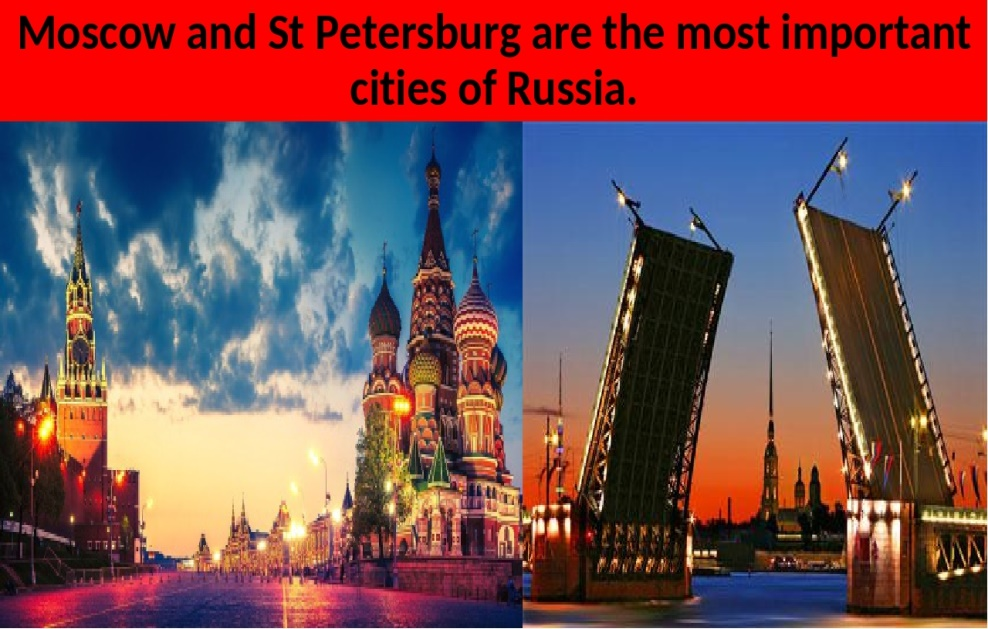 Moscow and St Petersburg are the most important
cities of Russia.